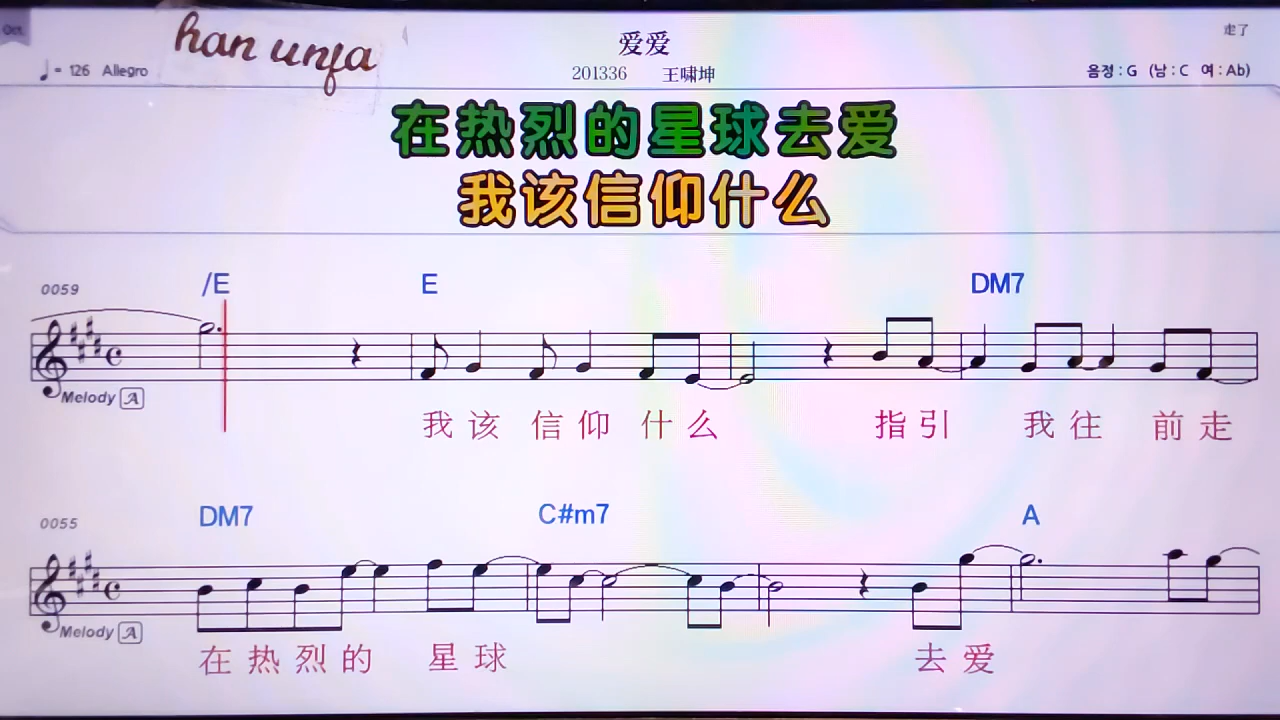 Oct.
han unja
爱爱
走了
♩= 126 Allegro
201336 王啸坤
음정 : G (남 : C 여 : Ab)
在热烈的星球去爱
我该信仰什么
0059
/E E DM7
Melody A
我该 信仰 什么 指引 我往 前走
0055
DM7 C#m7 A
Melody A
在热烈的 星球 去爱